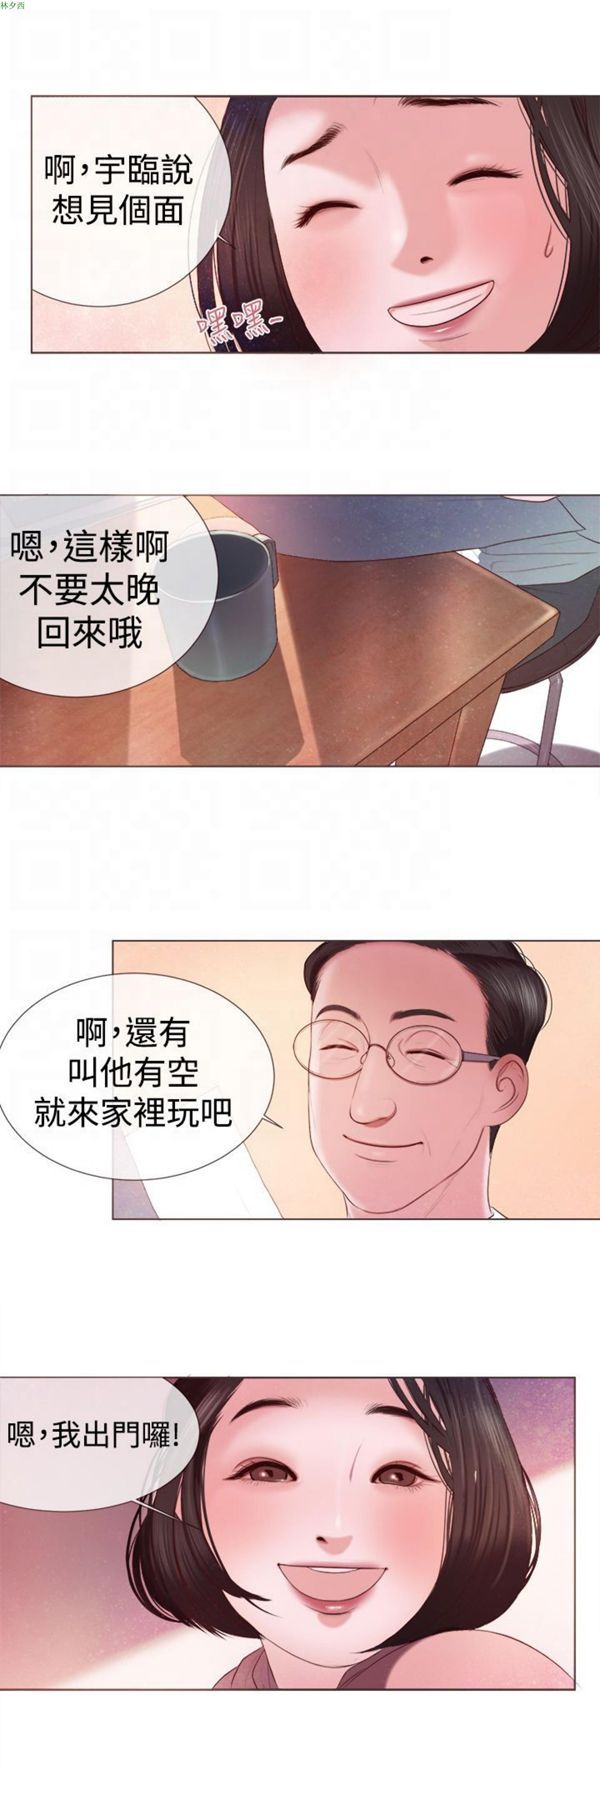 林夕西
啊，宇臨說
想見個面
嘿嘿~
嗯，這樣啊
不要太晚
回來哦
啊，還有
叫他有空
就來家裡玩吧
嗯，我出門囉!